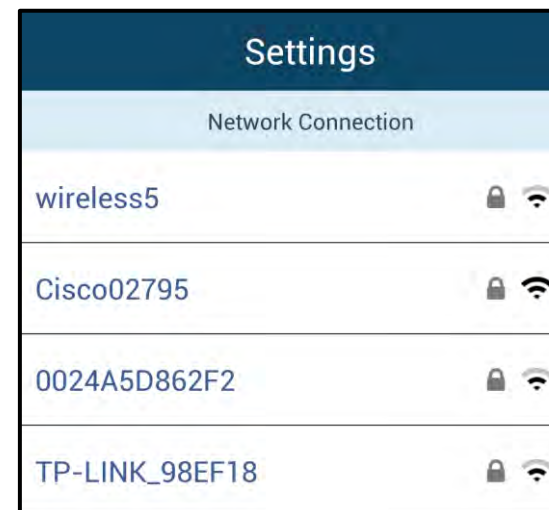 Settings
Network Connection
wireless5
Cisco02795
0024A5D862F2
TP-LINK_98EF18